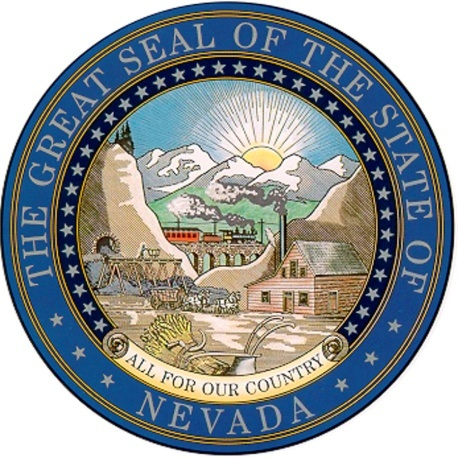 THE GREAT SEAL OF THE STATE OF
NEVADA
ALL FOR OUR COUNTRY